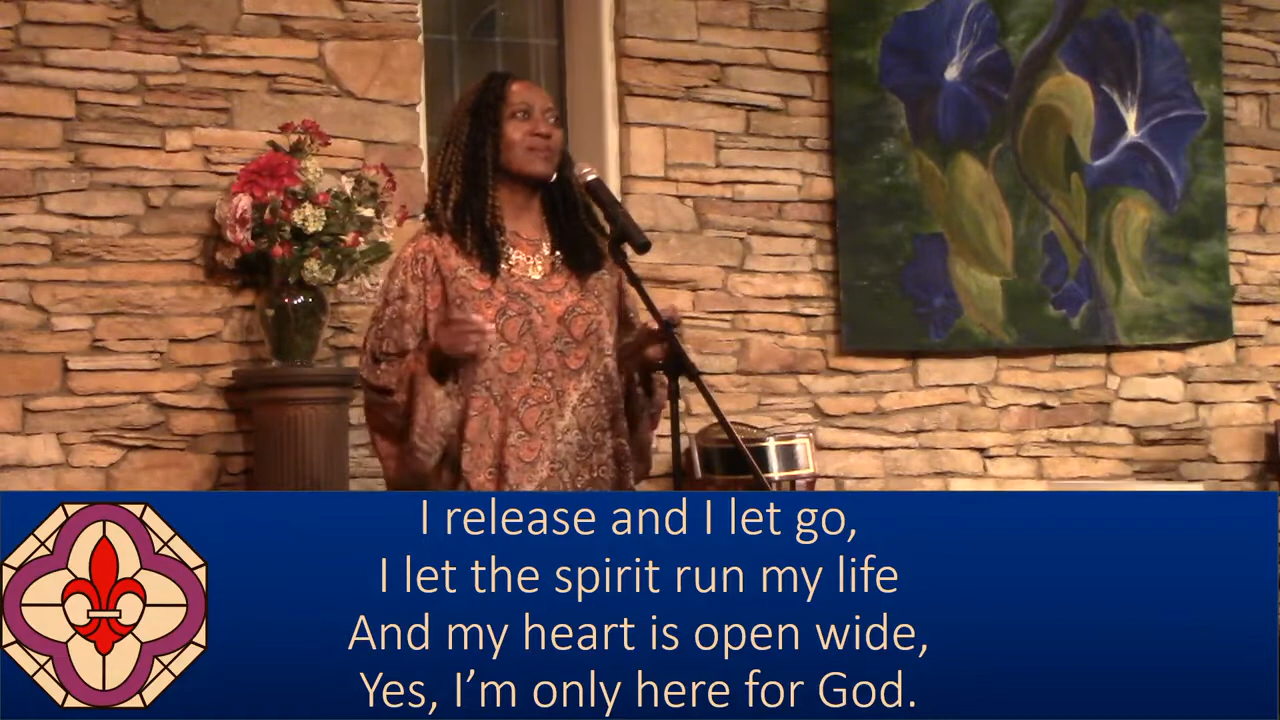 I release and I let go,
I let the spirit run my life
And my heart is open wide,
Yes, I’m only here for God.